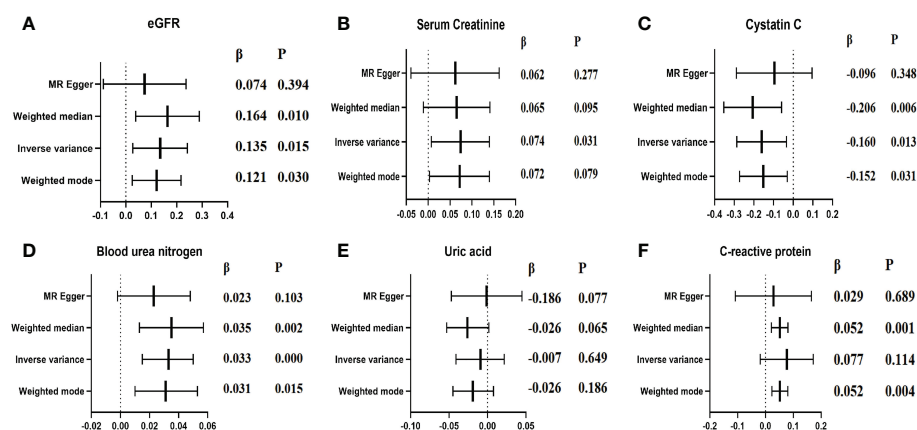 A
eGFR
β P
MR Egger 0.074 0.394
Weighted median 0.164 0.010
Inverse variance 0.135 0.015
Weighted mode 0.121 0.030
-0.1 0.0 0.1 0.2 0.3 0.4
B
Serum Creatinine
β P
MR Egger 0.062 0.277
Weighted median 0.065 0.095
Inverse variance 0.074 0.031
Weighted mode 0.072 0.079
-0.05 0.00 0.05 0.10 0.15 0.20
C
Cystatin C
β P
MR Egger -0.096 0.348
Weighted median -0.206 0.006
Inverse variance -0.160 0.013
Weighted mode -0.152 0.031
-0.4 -0.3 -0.2 -0.1 0.0 0.1 0.2
D
Blood urea nitrogen
β P
MR Egger 0.023 0.103
Weighted median 0.035 0.002
Inverse variance 0.033 0.000
Weighted mode 0.031 0.015
-0.02 0.00 0.02 0.04 0.06
E
Uric acid
β P
MR Egger -0.186 0.077
Weighted median -0.026 0.065
Inverse variance -0.007 0.649
Weighted mode -0.026 0.186
-0.10 -0.05 0.00 0.05
F
C-reactive protein
β P
MR Egger 0.029 0.689
Weighted median 0.052 0.001
Inverse variance 0.077 0.114
Weighted mode 0.052 0.004
-0.2 -0.1 0.0 0.1 0.2